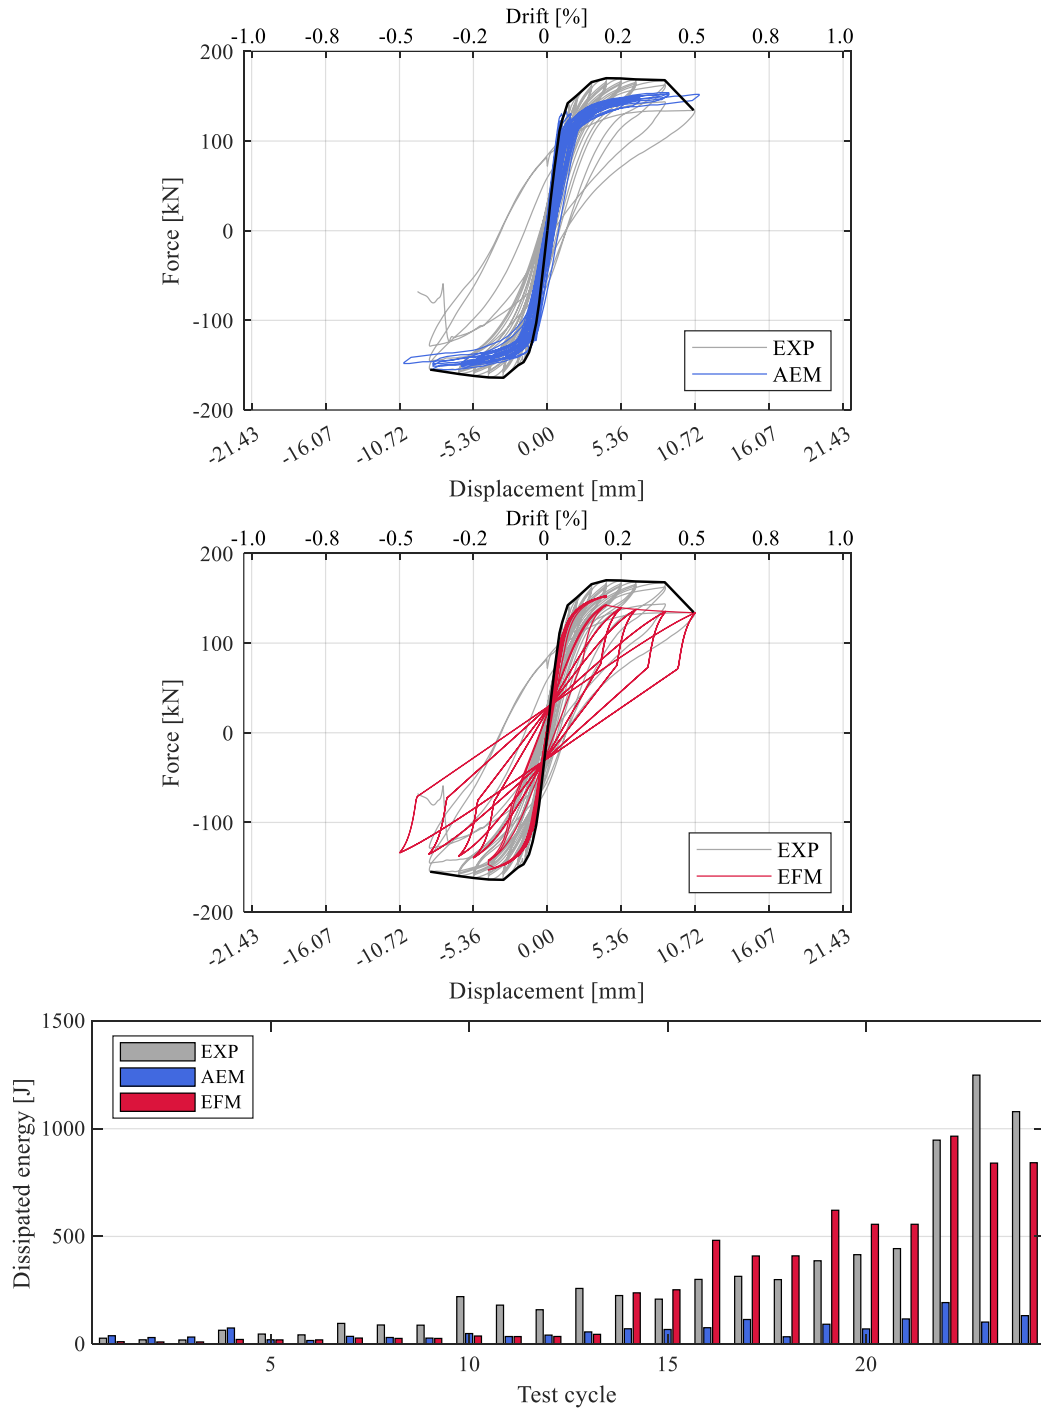 Drift [%]
-1.0 -0.8 -0.5 -0.2 0 0.2 0.5 0.8 1.0
200
100
0
-100
-200
Force [kN]
EXP
AEM
-21.43 -16.07 -10.72 -5.36 0.00 5.36 10.72 16.07 21.43
Displacement [mm]
Drift [%]
-1.0 -0.8 -0.5 -0.2 0 0.2 0.5 0.8 1.0
200
100
0
-100
-200
Force [kN]
EXP
EFM
-21.43 -16.07 -10.72 -5.36 0.00 5.36 10.72 16.07 21.43
Displacement [mm]
1500
1000
500
0
Dissipated energy [J]
EXP
AEM
EFM
5 10 15 20
Test cycle